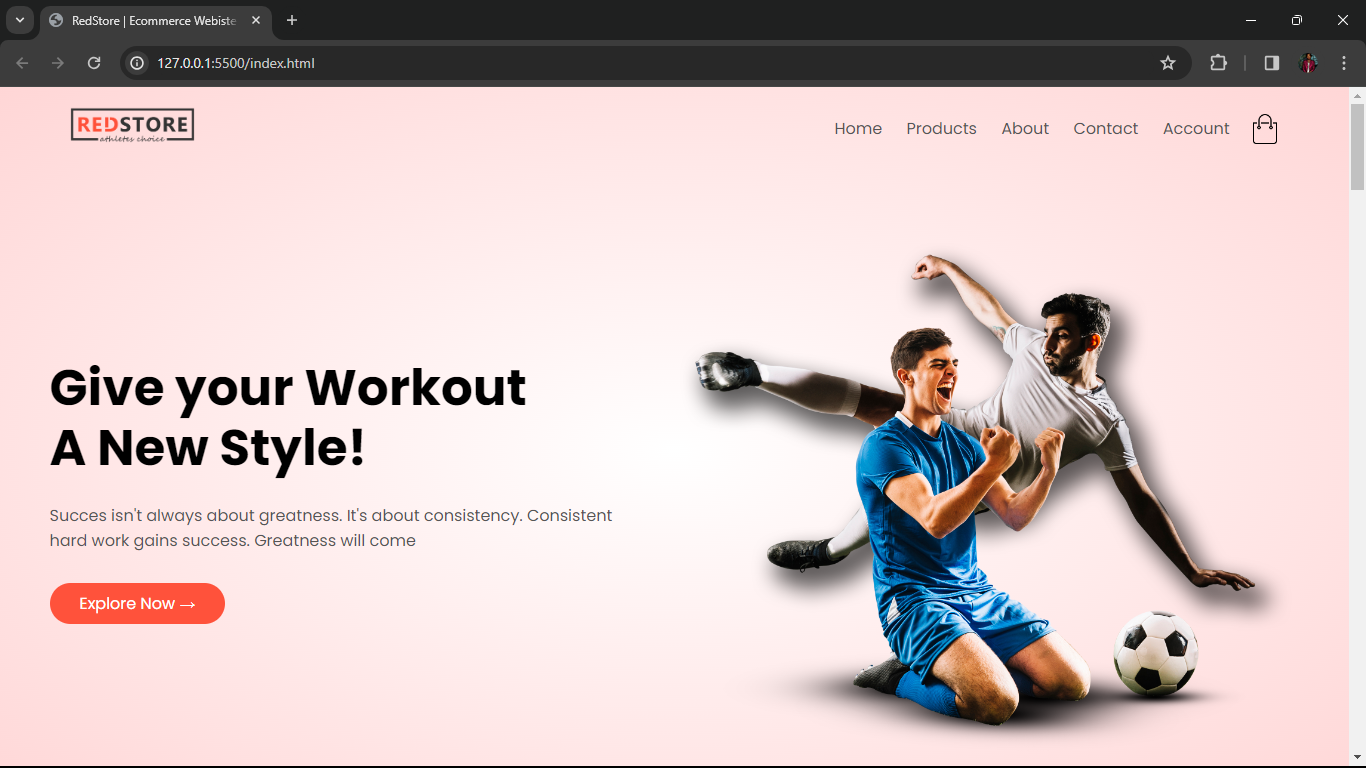 RedStore | Ecommerce Webiste
127.0.0.1:5500/index.html
REDSTORE
athletes choice
Home Products About Contact Account
Give your Workout
A New Style!
Succes isn't always about greatness. It's about consistency. Consistent
hard work gains success. Greatness will come
Explore Now →